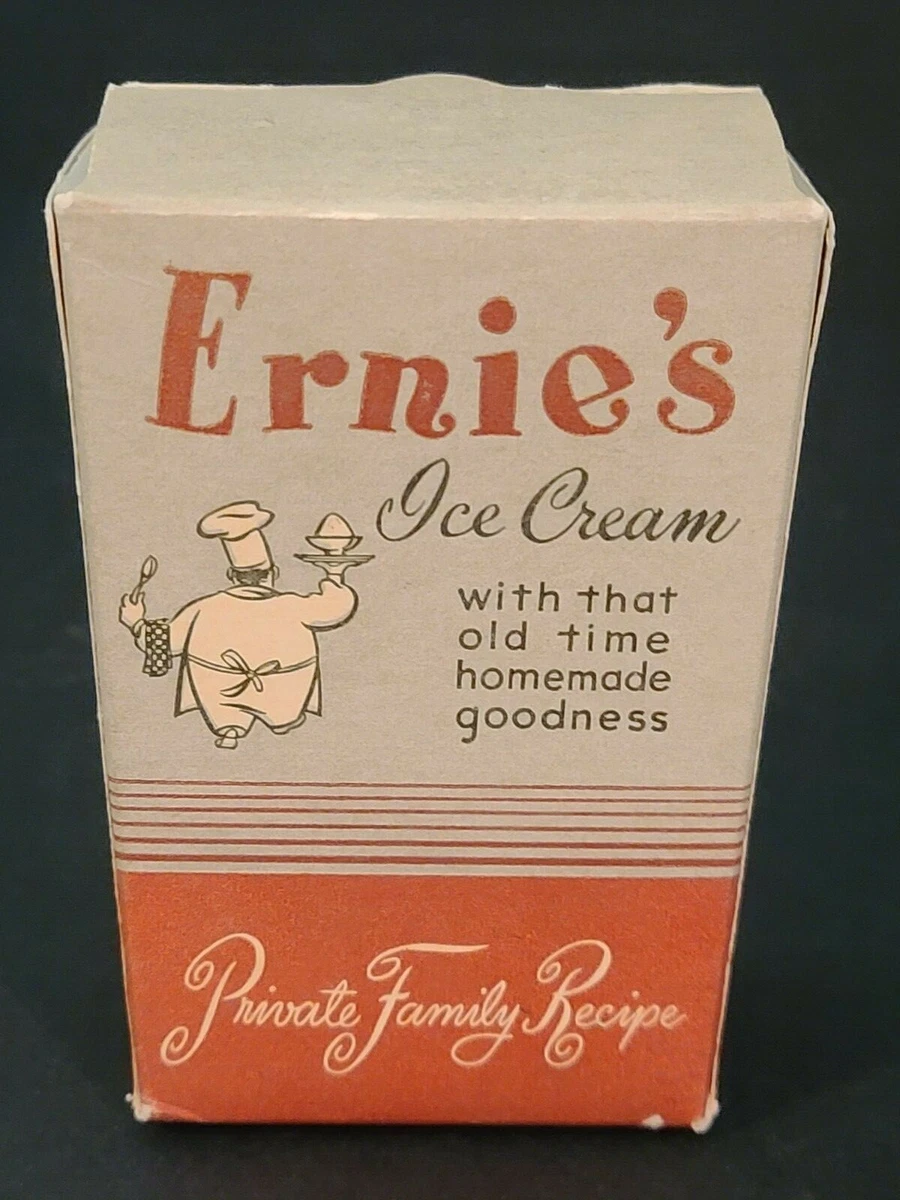 Ernie's
Ice Cream
with that
old time
homemade
goodness
Private Family Recipe